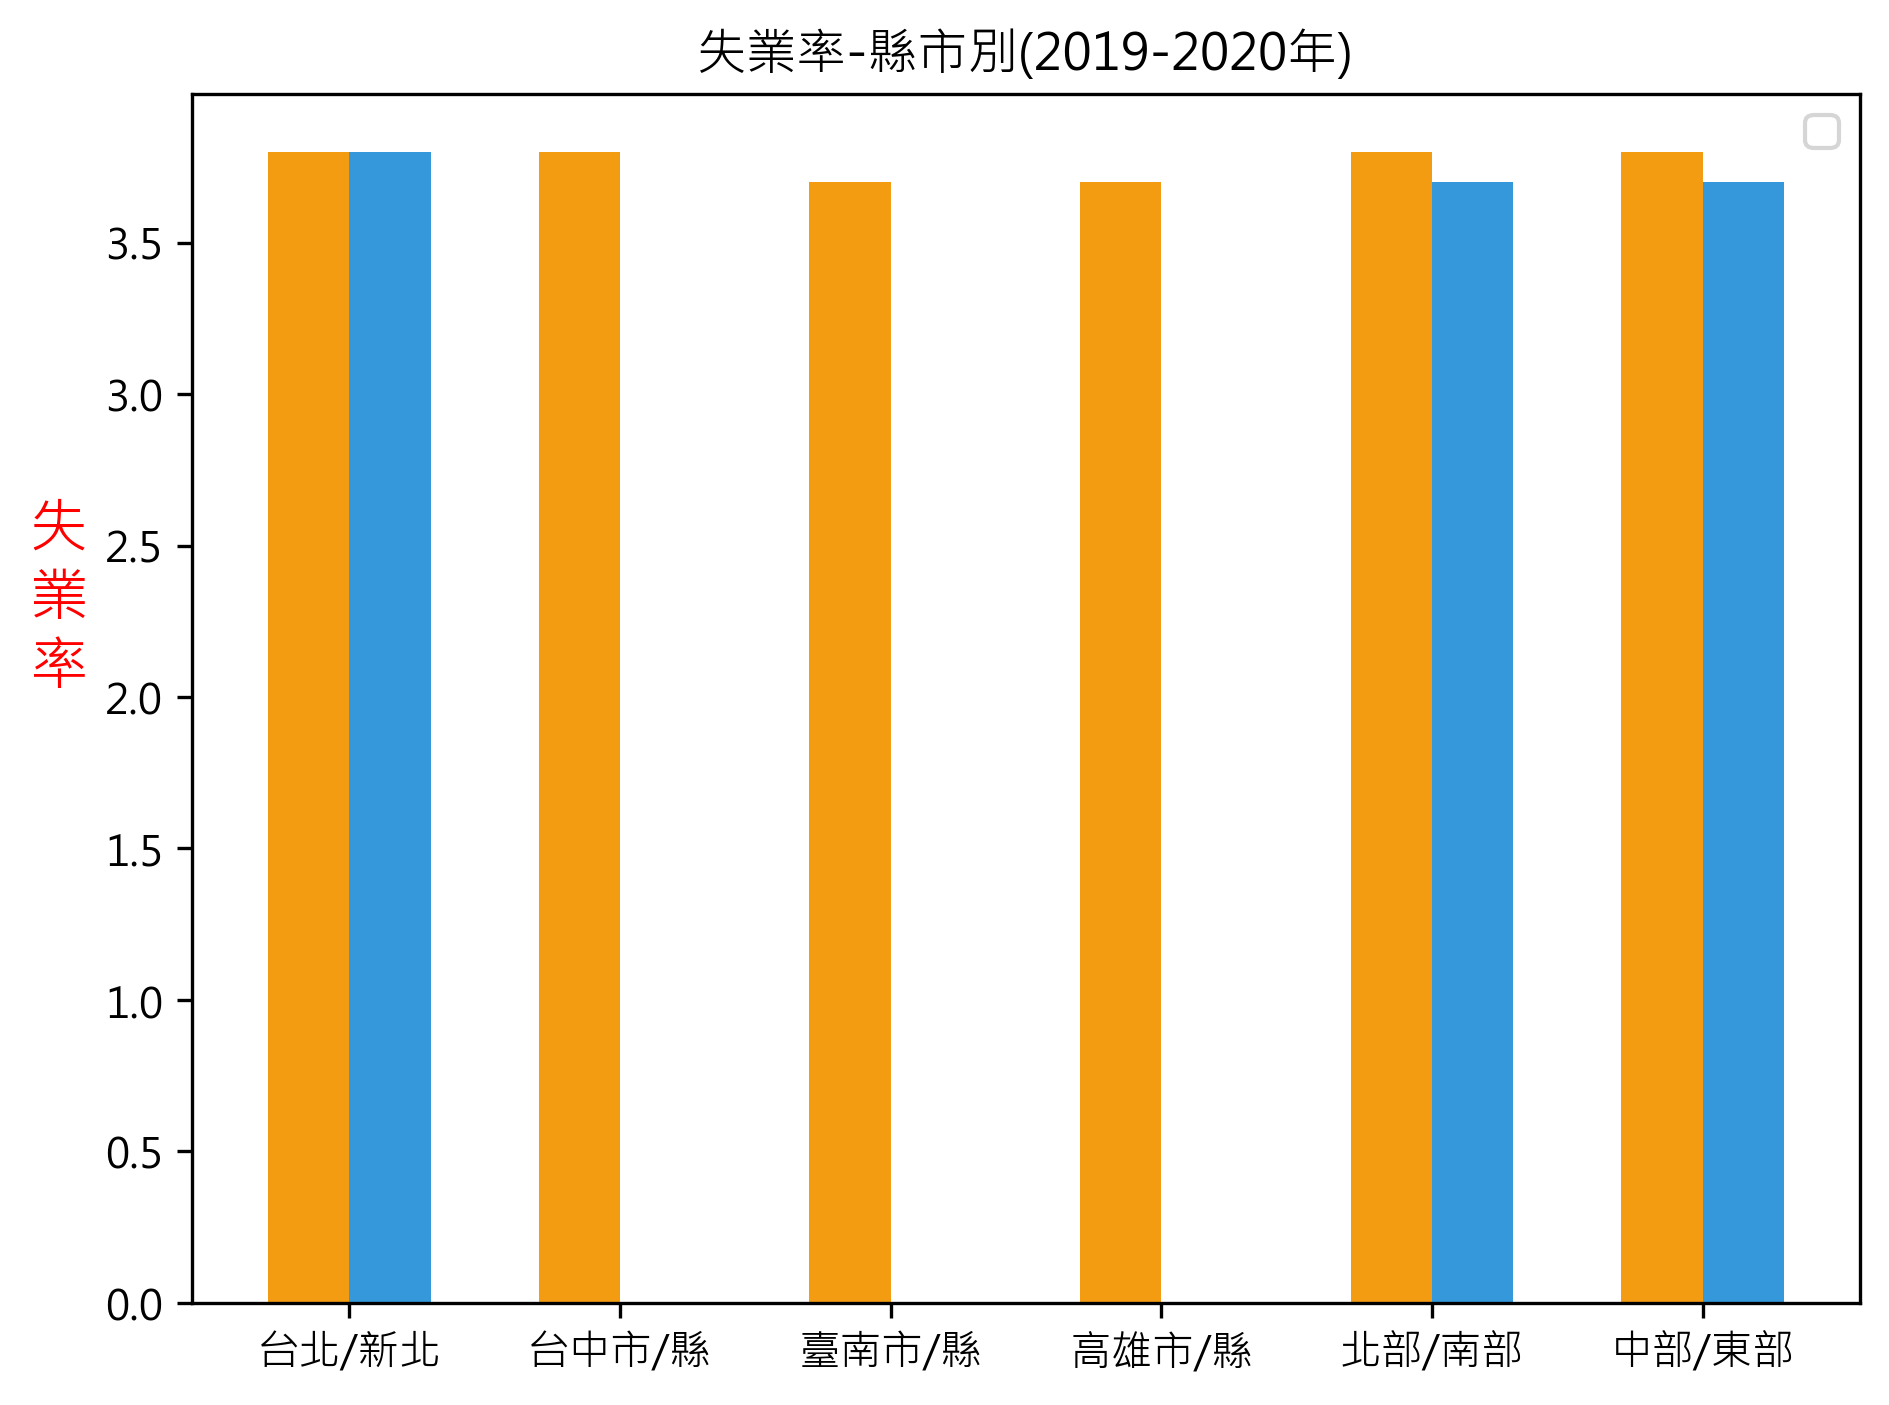 失業率-縣市別(2019-2020年)
失
業
率
3.5
3.0
2.5
2.0
1.5
1.0
0.5
0.0
台北/新北
台中市/縣
臺南市/縣
高雄市/縣
北部/南部
中部/東部